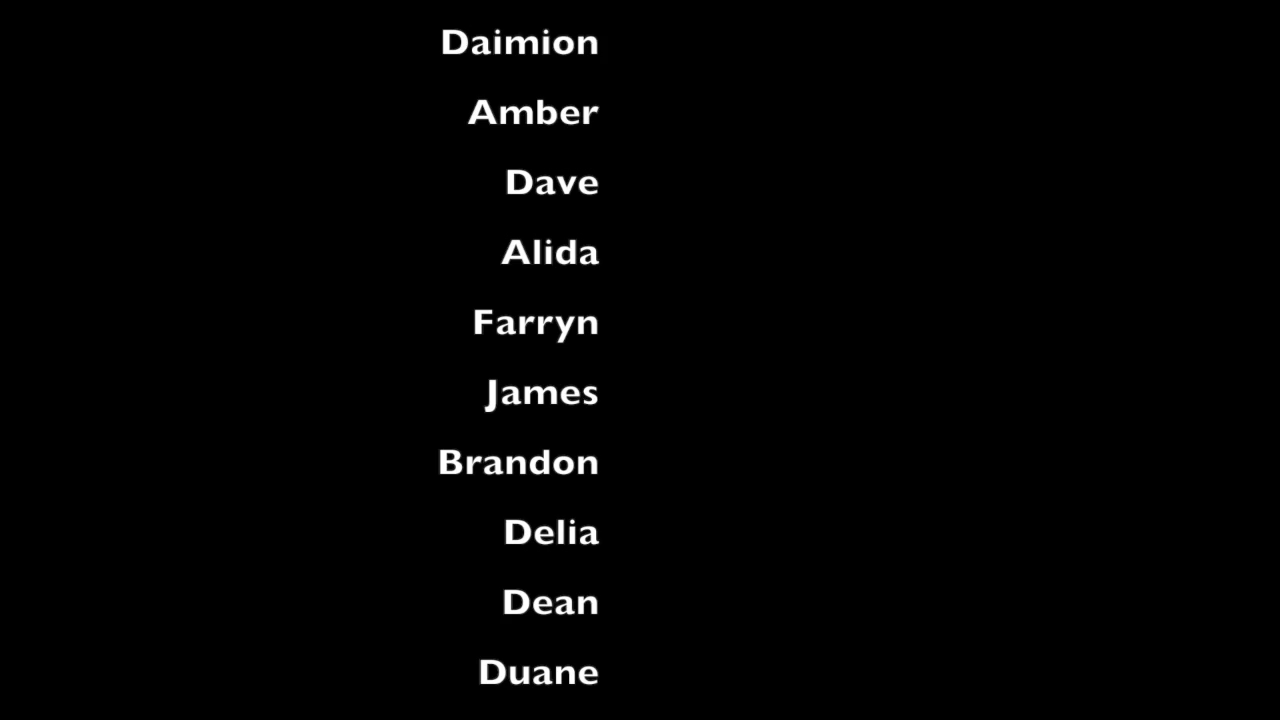 Daimion
Amber
Dave
Alida
Farryn
James
Brandon
Delia
Dean
Duane